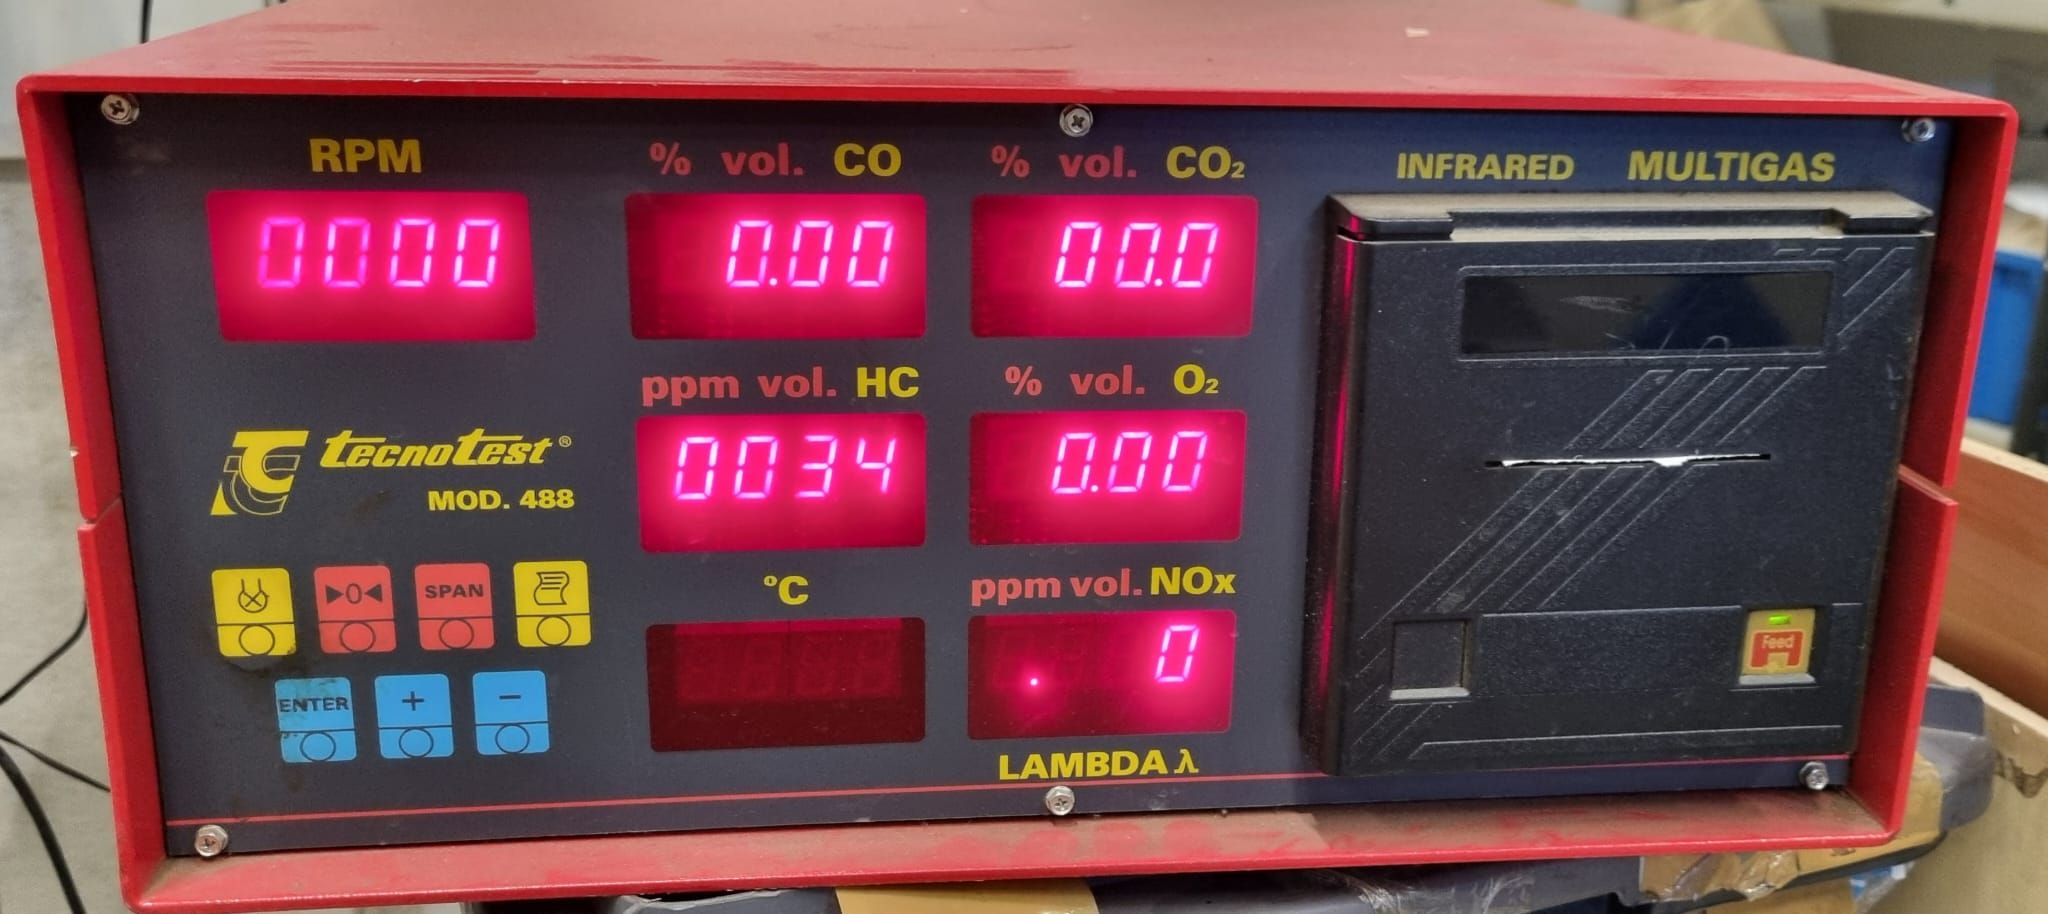 RPM
% vol. CO
% vol. CO₂
INFRARED MULTIGAS
0000
0.00
00.0
ppm vol. HC
% vol. O₂
tecnotest®
MOD. 488
0034
0.00
°C
ppm vol. NOx
▶0◀
SPAN
0
Feed
ENTER
+
-
LAMBDA λ